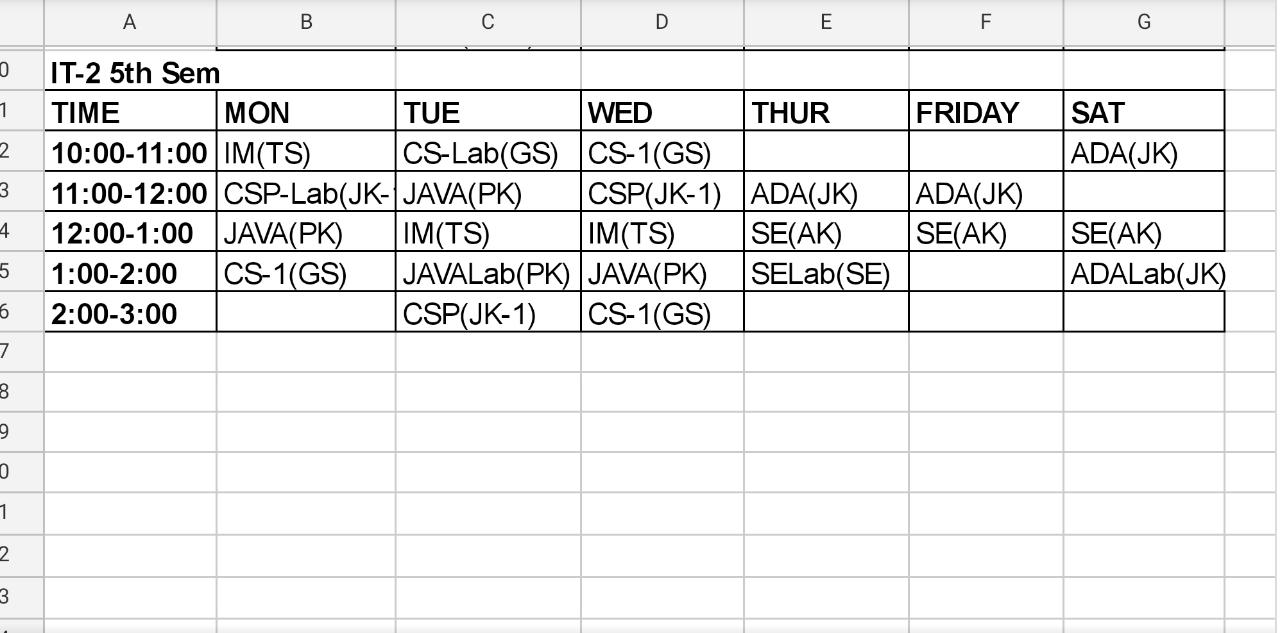 A B C D E F G
0 IT-2 5th Sem
1 TIME MON TUE WED THUR FRIDAY SAT
2 10:00-11:00 IM(TS) CS-Lab(GS) CS-1(GS) ADA(JK)
3 11:00-12:00 CSP-Lab(JK- JAVA(PK) CSP(JK-1) ADA(JK) ADA(JK)
4 12:00-1:00 JAVA(PK) IM(TS) IM(TS) SE(AK) SE(AK) SE(AK)
5 1:00-2:00 CS-1(GS) JAVALab(PK) JAVA(PK) SELab(SE) ADALab(JK)
6 2:00-3:00 CSP(JK-1) CS-1(GS)
7
8
9
0
1
2
3